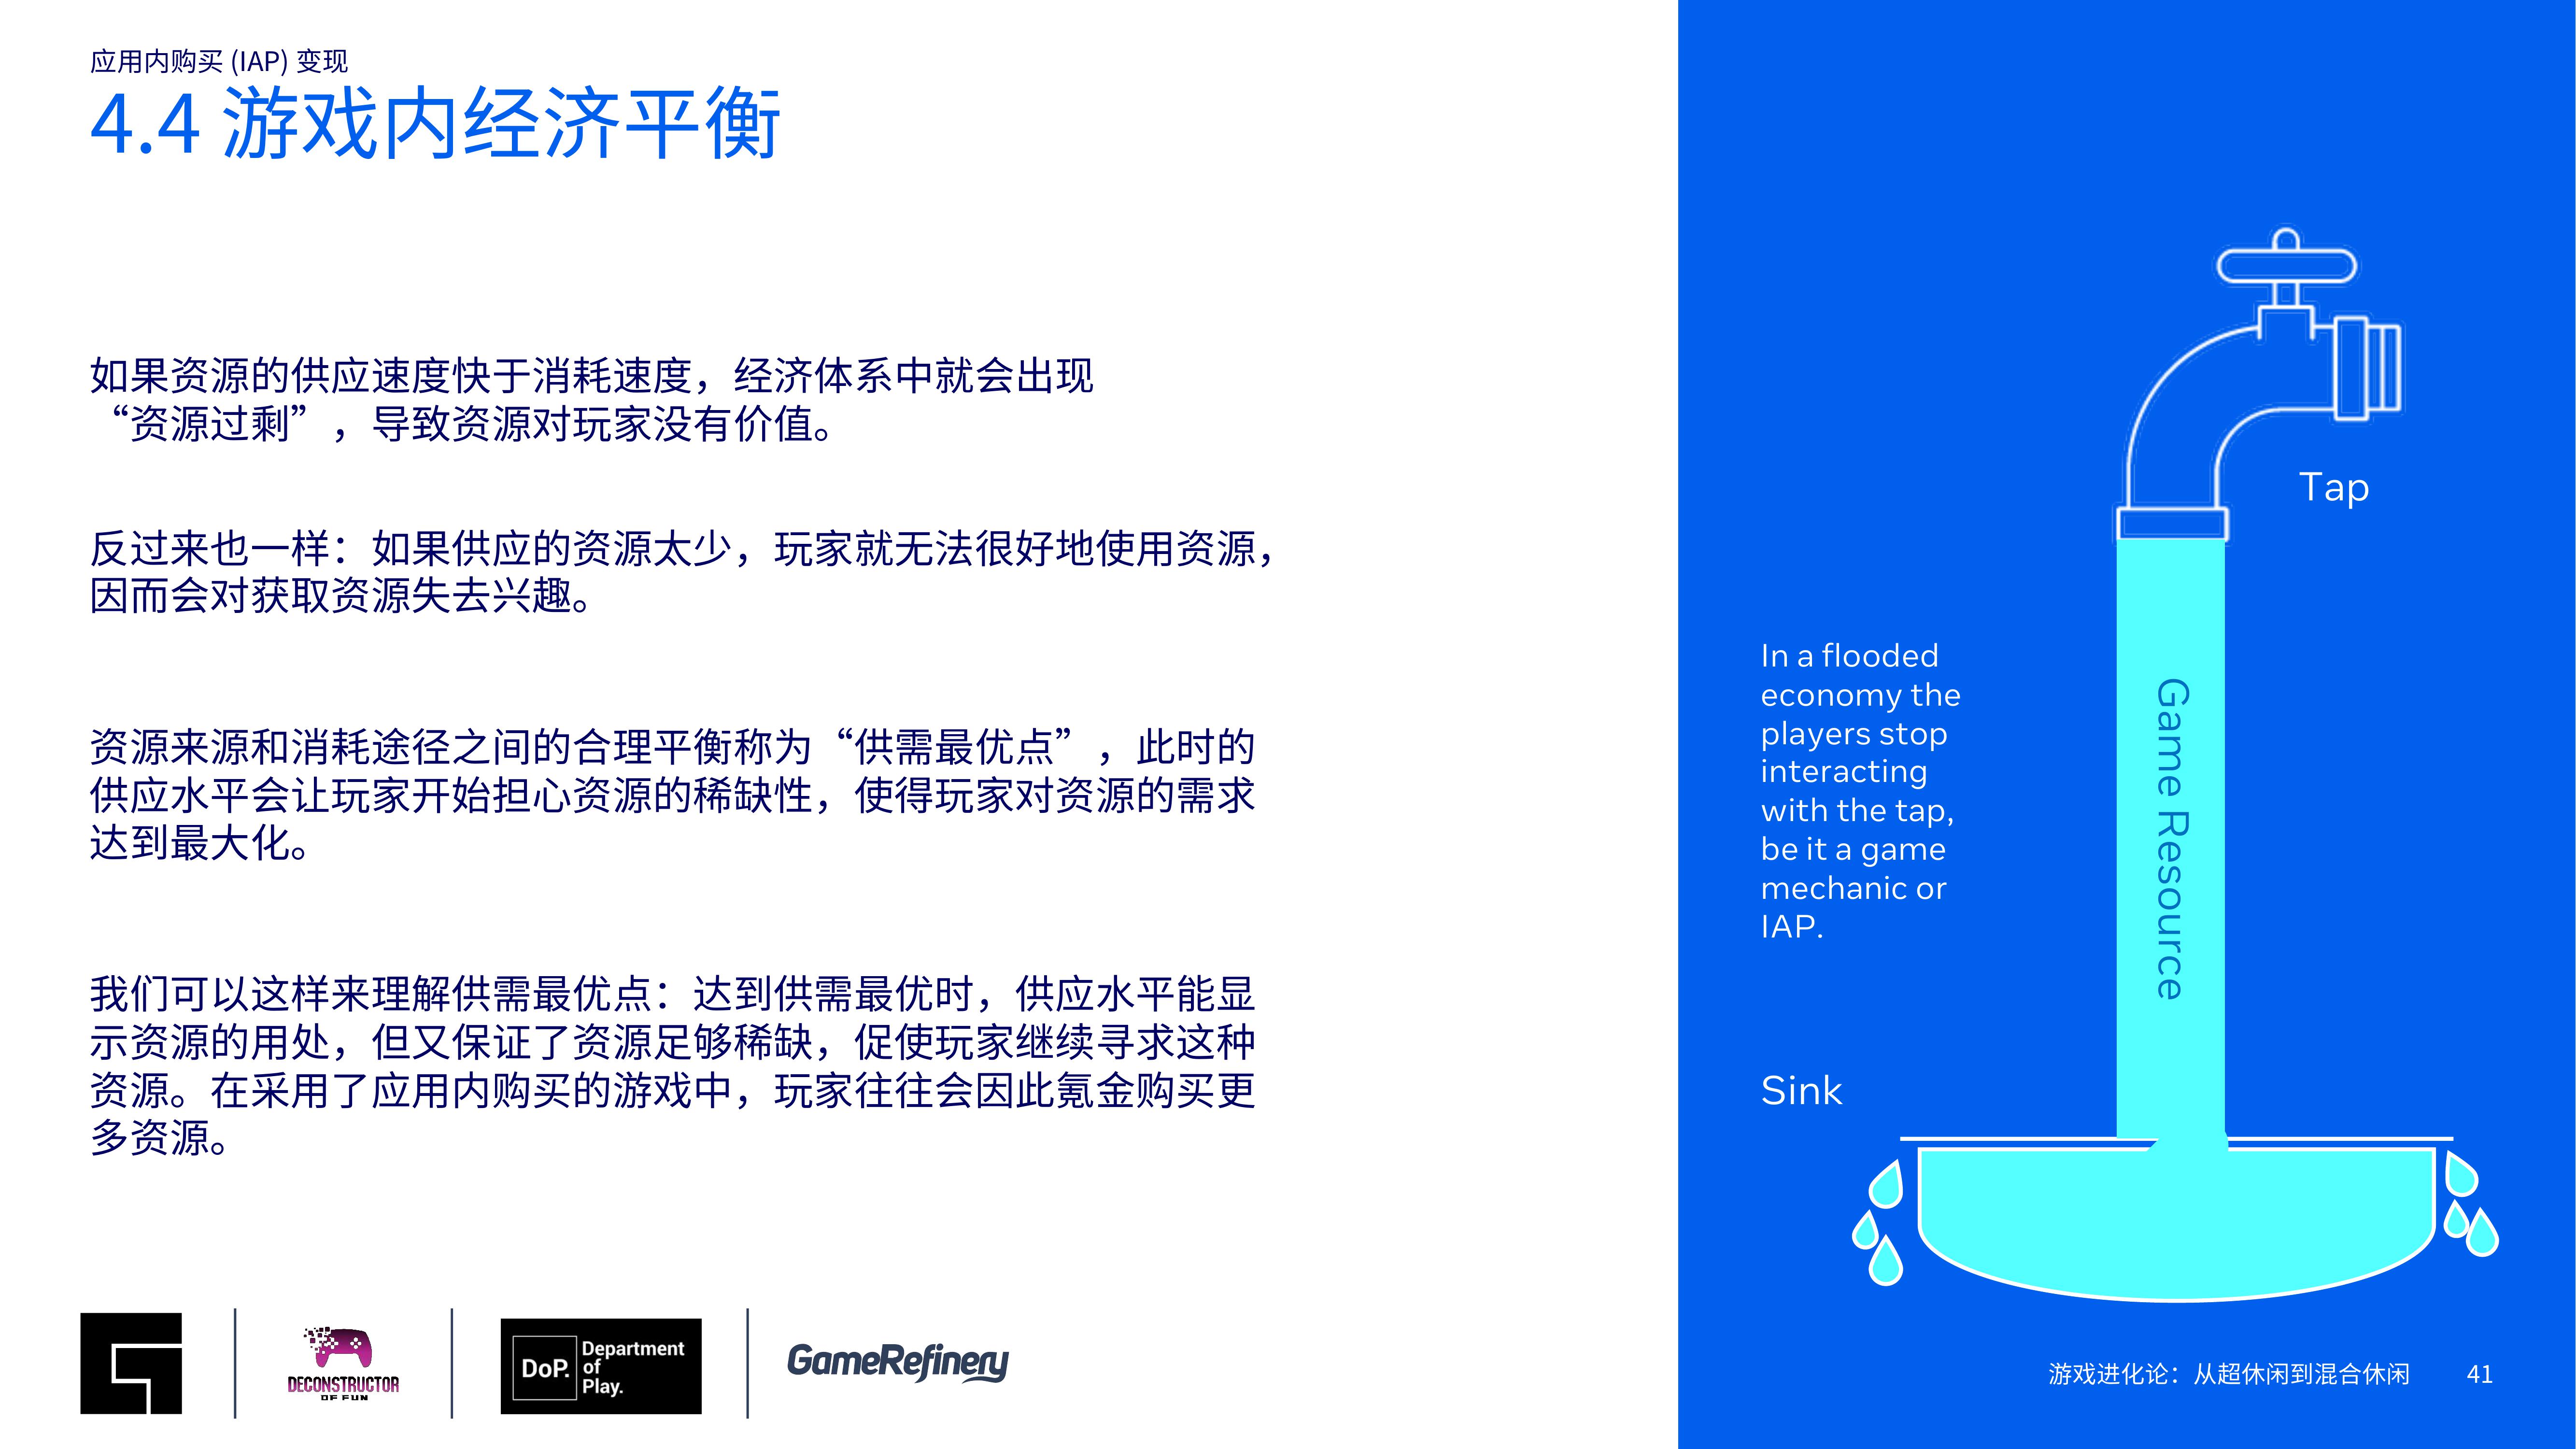 应用内购买 (IAP) 变现
4.4 游戏内经济平衡
如果资源的供应速度快于消耗速度，经济体系中就会出现
“资源过剩”，导致资源对玩家没有价值。
反过来也一样：如果供应的资源太少，玩家就无法很好地使用资源，
因而会对获取资源失去兴趣。
资源来源和消耗途径之间的合理平衡称为“供需最优点”，此时的
供应水平会让玩家开始担心资源的稀缺性，使得玩家对资源的需求
达到最大化。
我们可以这样来理解供需最优点：达到供需最优时，供应水平能显
示资源的用处，但又保证了资源足够稀缺，促使玩家继续寻求这种
资源。在采用了应用内购买的游戏中，玩家往往会因此氪金购买更
多资源。
Tap
In a flooded
economy the
players stop
interacting
with the tap,
be it a game
mechanic or
IAP.
Game Resource
Sink
DECONSTRUCTOR
OF FUN
DoP.
Department
of
Play.
GameRefinery
游戏进化论：从超休闲到混合休闲 41